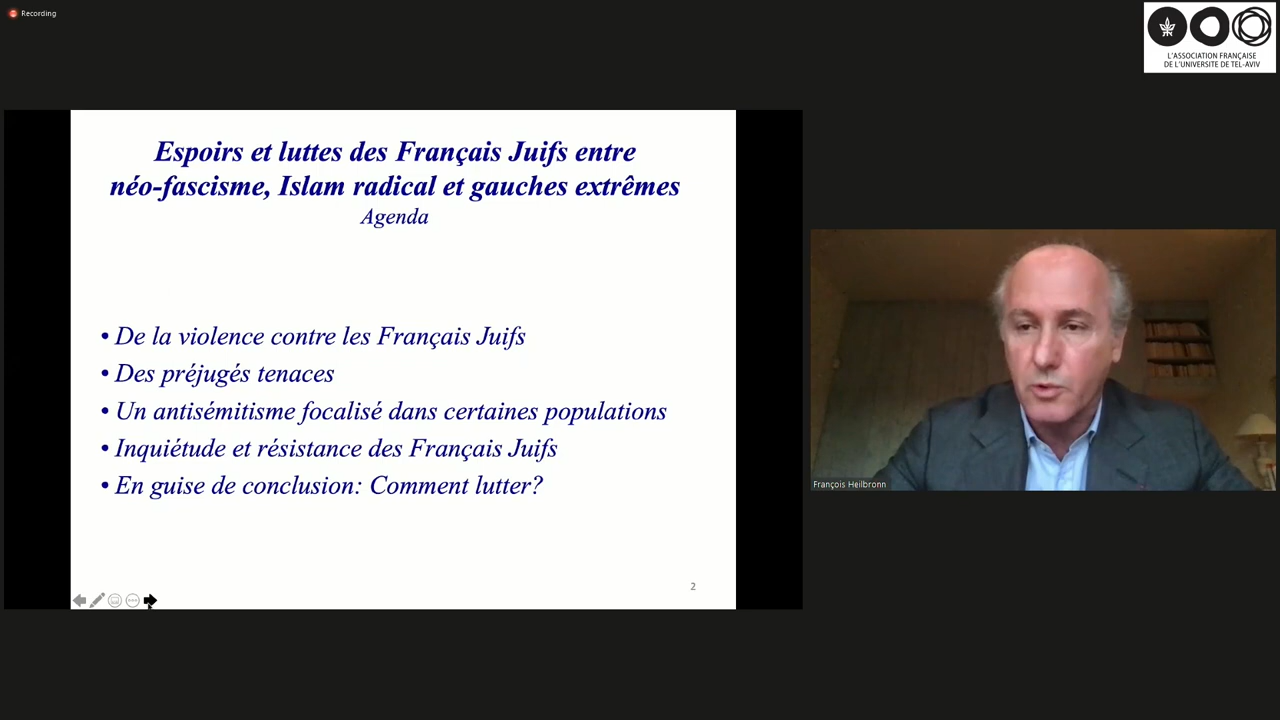 Recording
L'ASSOCIATION FRANÇAISE
DE L'UNIVERSITE DE TEL-AVIV
Espoirs et luttes des Français Juifs entre
néo-fascisme, Islam radical et gauches extrêmes
Agenda
• De la violence contre les Français Juifs
• Des préjugés tenaces
• Un antisémitisme focalisé dans certaines populations
• Inquiétude et résistance des Français Juifs
• En guise de conclusion: Comment lutter?
2
François Heilbronn